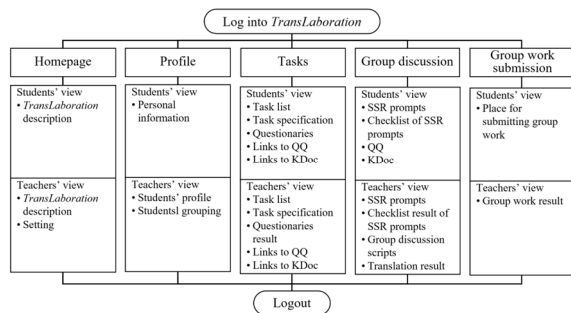 Log into TransLaboration
Homepage
Profile
Tasks
Group discussion
Group work
submission
Students' view
• TransLaboration
description
Teachers' view
• TransLaboration
description
• Setting
Students' view
• Personal
information
Teachers' view
• Students' profile
• Studentsl grouping
Students' view
• Task list
• Task specification
• Questionaries
• Links to QQ
• Links to KDoc
Teachers' view
• Task list
• Task specification
• Questionaries
result
• Links to QQ
• Links to KDoc
Students' view
• SSR prompts
• Checklist of SSR
prompts
• QQ
• KDoc
Teachers' view
• SSR prompts
• Checklist result of
SSR prompts
• Group discussion
scripts
• Translation result
Students' view
• Place for
submitting group
work
Teachers' view
• Group work result
Logout